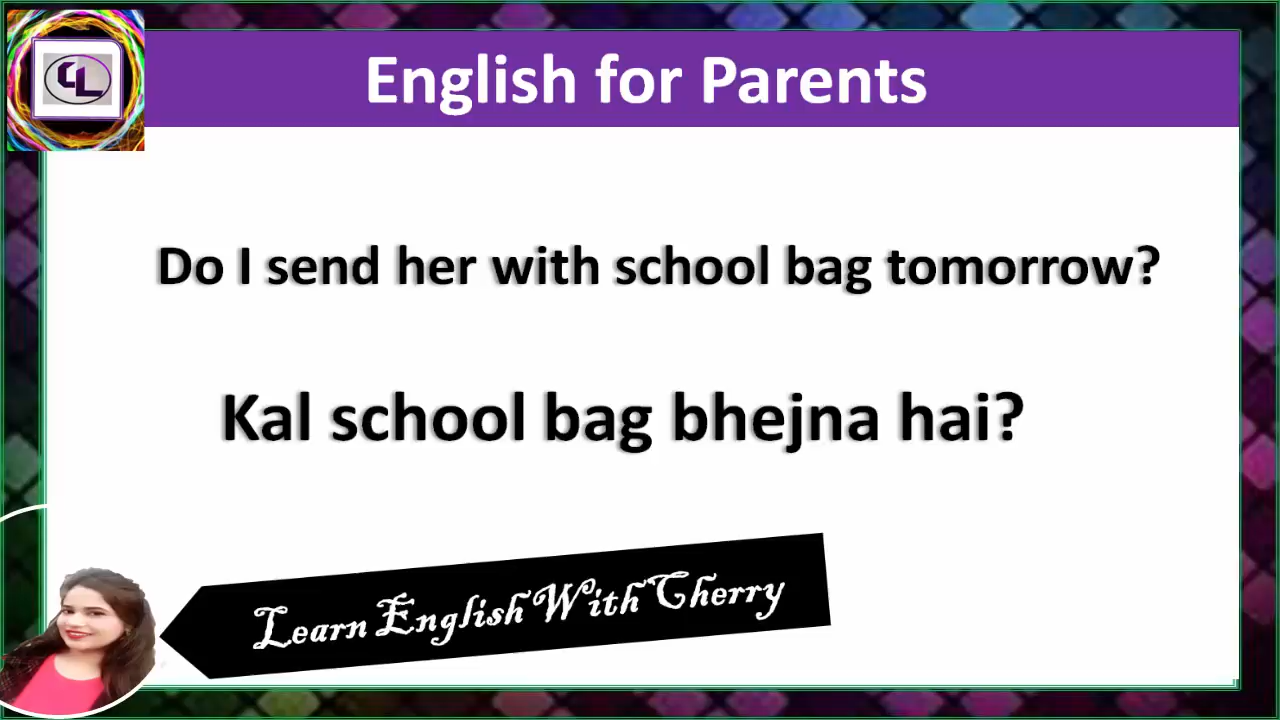 CL
English for Parents
Do I send her with school bag tomorrow?
Kal school bag bhejna hai?
Learn English With Cherry